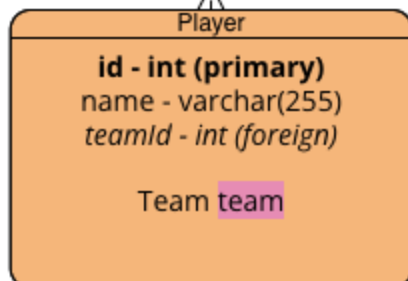 Player
id - int (primary)
name - varchar(255)
teamId - int (foreign)
Team team